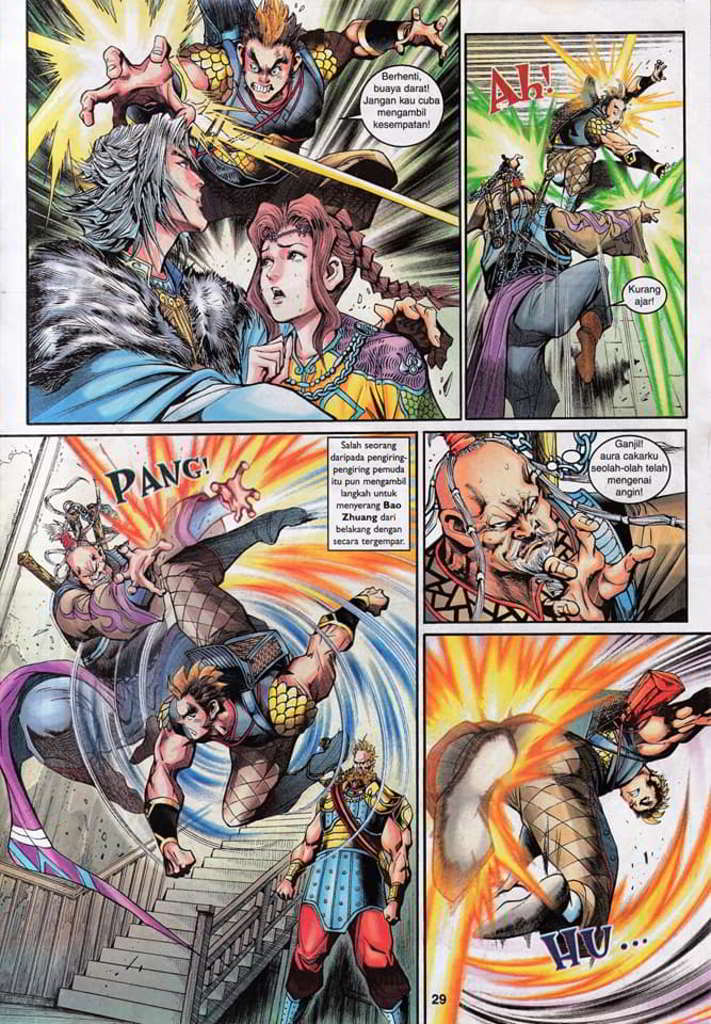 Berhenti,
buaya darat!
Jangan kau cuba
mengambil
kesempatan!
Ah!
Kurang
ajar!
PANG!
Salah seorang
daripada pengiring-
pengiring pemuda
itu pun mengambil
langkah untuk
menyerang Bao
Zhuang dari
belakang dan
secara tergempar.
Ganjil!
aura cakarku
seolah-olah telah
mengenai
angin!
HU...
29